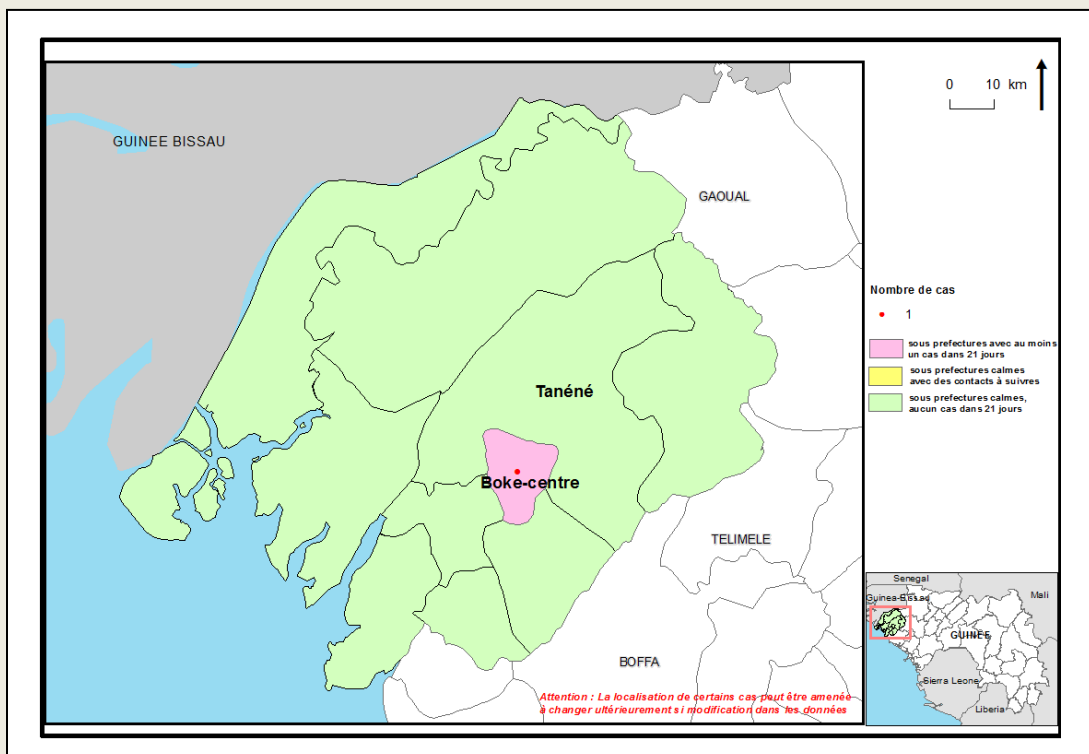 0 10 km
GUINEE BISSAU
GAOUAL
Nombre de cas
1
sous prefectures avec au moins
un cas dans 21 jours
sous prefectures calmes
avec des contacts à suivres
sous prefectures calmes,
aucun cas dans 21 jours
Tanéné
Boke-centre
TELIMELE
BOFFA
Attention : La localisation de certains cas peut être amenée
à changer ultérieurement si modification dans les données
Senegal
Guinea-Bissau
Mali
GUINEE
Sierra Leone
Liberia